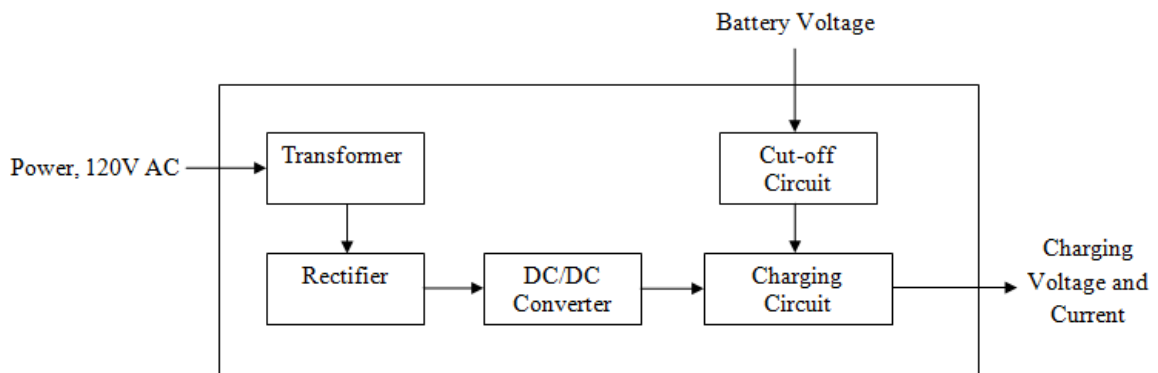 Battery Voltage
Power, 120V AC
Transformer
Cut-off
Circuit
Rectifier
DC/DC
Converter
Charging
Circuit
Charging
Voltage and
Current